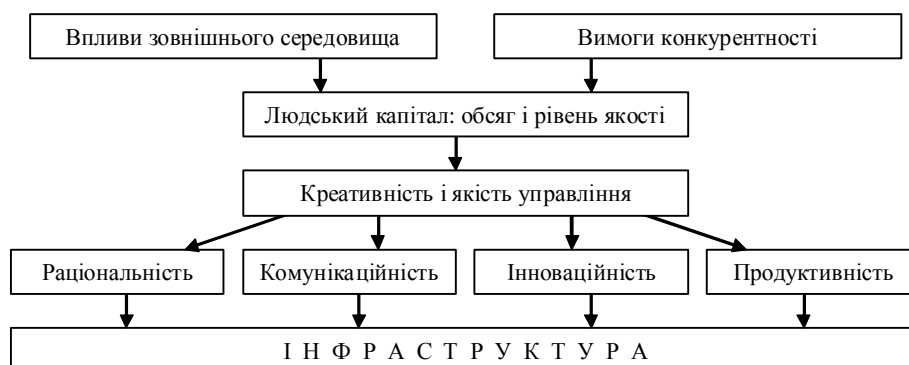 Впливи зовнішнього середовища
Вимоги конкурентності
Людський капітал: обсяг і рівень якості
Креативність і якість управління
Раціональність
Комунікаційність
Інноваційність
Продуктивність
І Н Ф Р А С Т Р У К Т У Р А